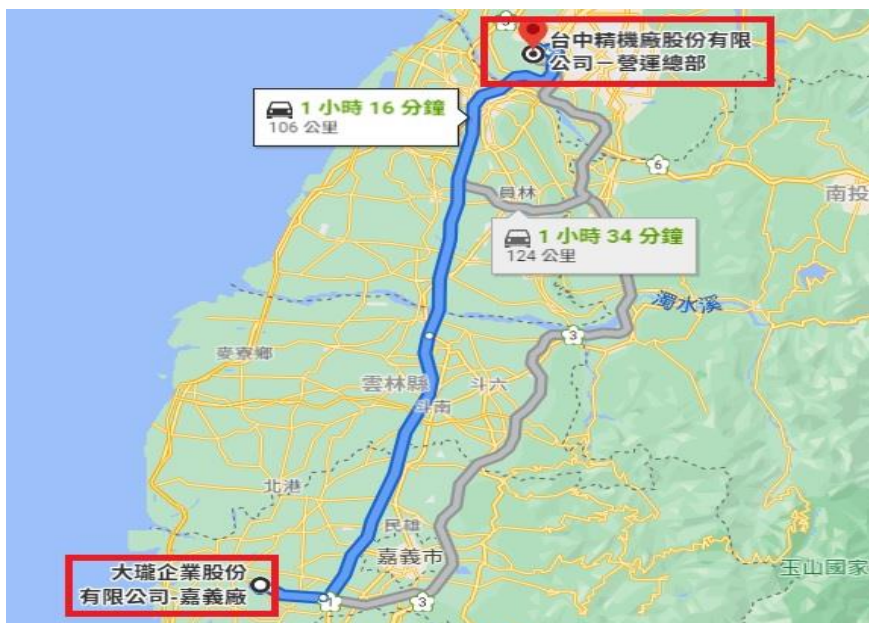 台中精機廠股份有限
公司－營運總部
1 小時 16 分鐘
106 公里
3
6
員林
南投
1 小時 34 分鐘
124 公里
濁水溪
3
麥寮鄉
雲林縣
斗六
斗南
北港
民雄
嘉義市
玉山國家
大瓏企業股份
有限公司-嘉義廠
1
3